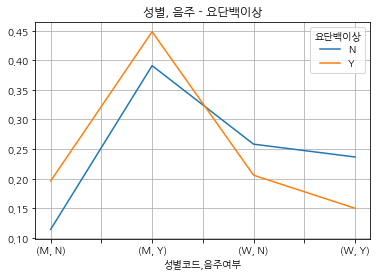 성별, 음주 - 요단백이상
요단백이상
N
Y
0.45
0.40
0.35
0.30
0.25
0.20
0.15
0.10
(M, N)
(M, Y)
(W, N)
(W, Y)
성별코드,음주여부